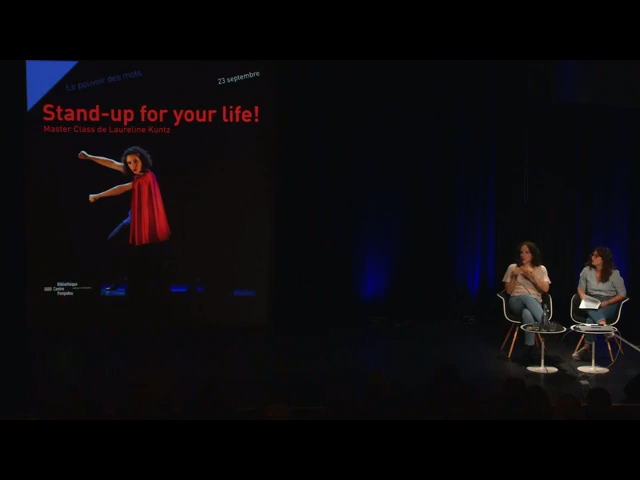 Le pouvoir des mots
23 septembre
Stand-up for your life!
Master Class de Laureline Kuntz
Bibliothèque
Centre
Pompidou